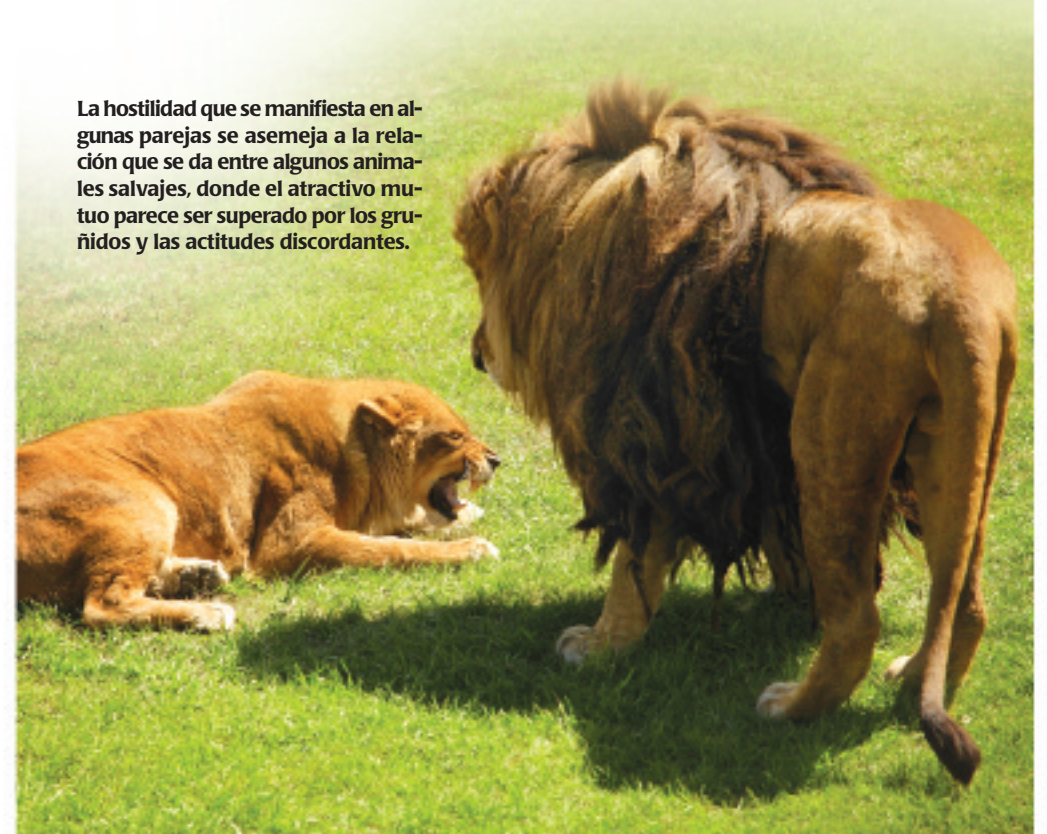 La hostilidad que se manifiesta en al-
gunas parejas se asemeja a la rela-
ción que se da entre algunos anima-
les salvajes, donde el atractivo mu-
tuo parece ser superado por los gru-
ñidos y las actitudes discordantes.